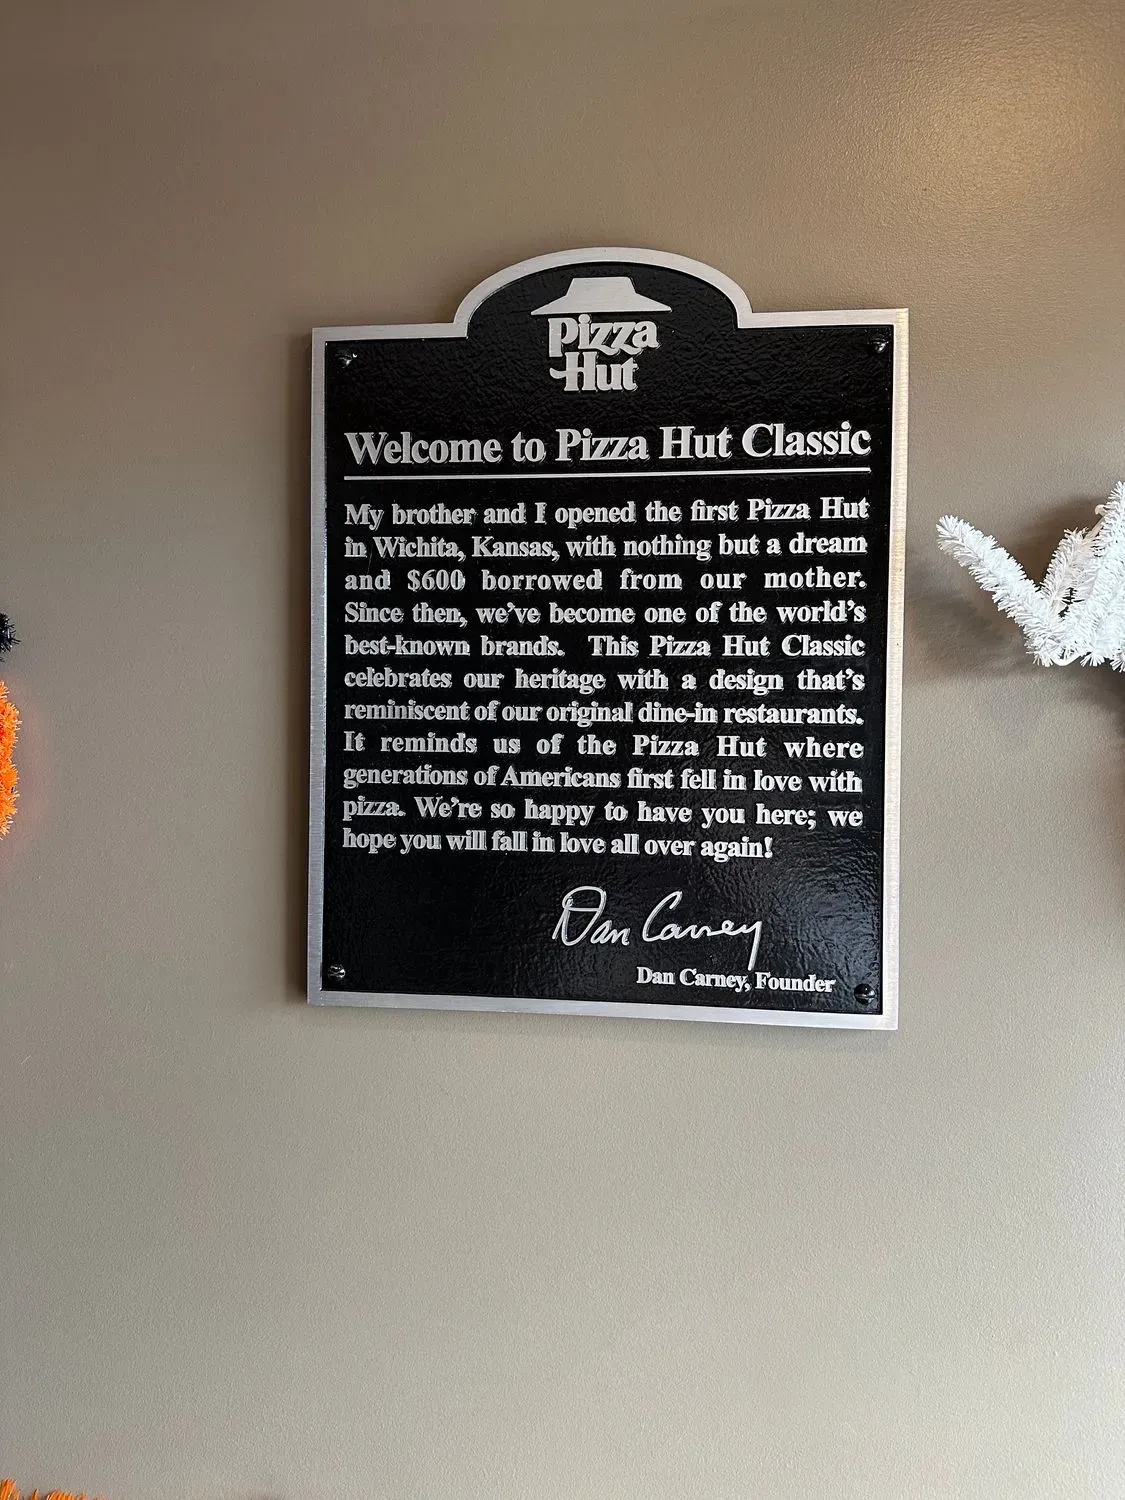 Pizza
Hut
Welcome to Pizza Hut Classic
My brother and I opened the first Pizza Hut
in Wichita, Kansas, with nothing but a dream
and $600 borrowed from our mother.
Since then, we've become one of the world's
best-known brands. This Pizza Hut Classic
celebrates our heritage with a design that's
reminiscent of our original dine-in restaurants.
It reminds us of the Pizza Hut where
generations of Americans first fell in love with
pizza. We're so happy to have you here; we
hope you will fall in love all over again!
Dan Carney
Dan Carney, Founder